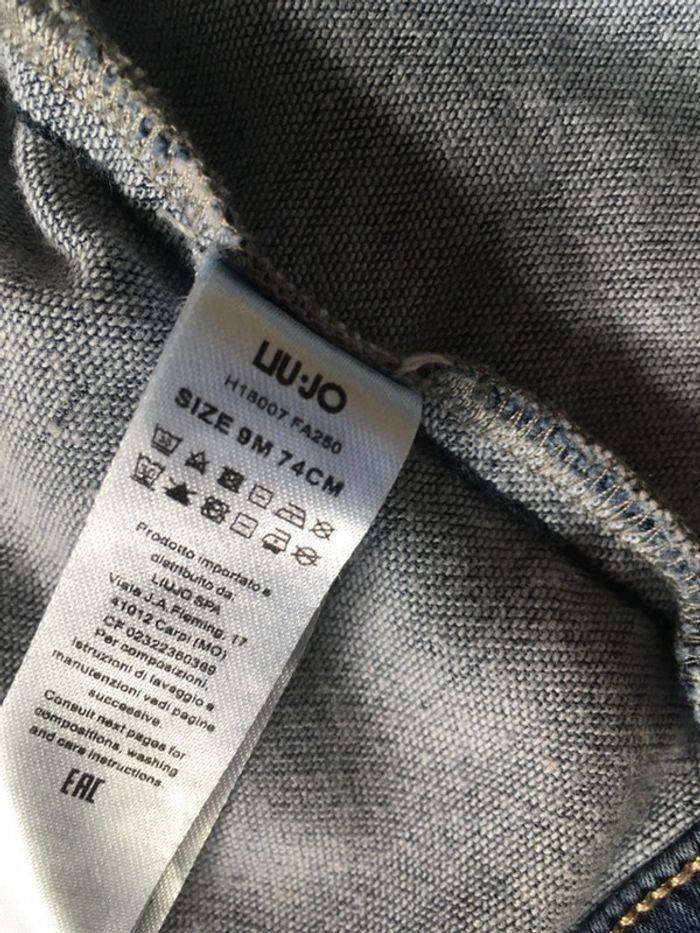 LIU·JO
H18007 FA250
SIZE 9M 74CM
Prodotto importato e
distribuito da:
LIUJO SPA
Viale J.A.Fleming, 17
41012 Carpi (MO)
CF 02322360369
Per composizioni,
istruzioni di lavaggio e
manutenzioni vedi pagine
successive.
Consult next pages for
compositions, washing
and care instructions.
EAC